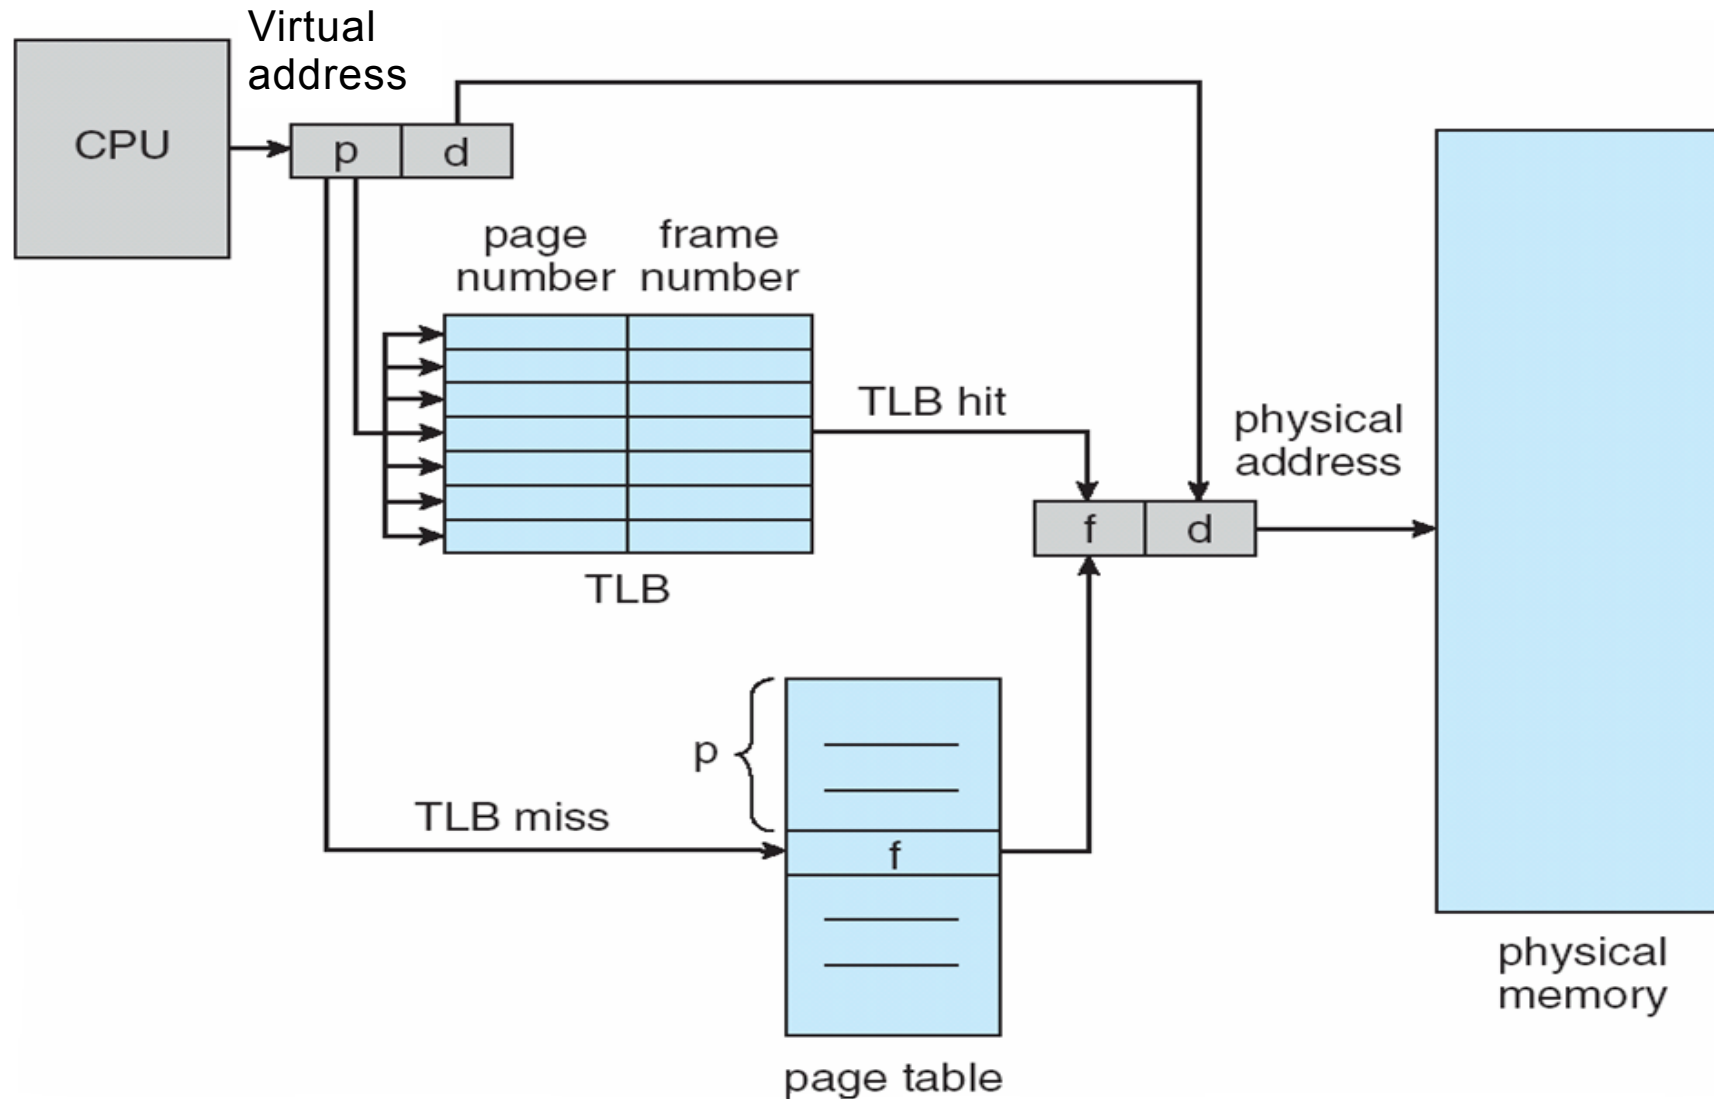 Virtual
address
CPU
p
d
page
number
frame
number
TLB hit
TLB
physical
address
f
d
p
TLB miss
f
page table
physical
memory